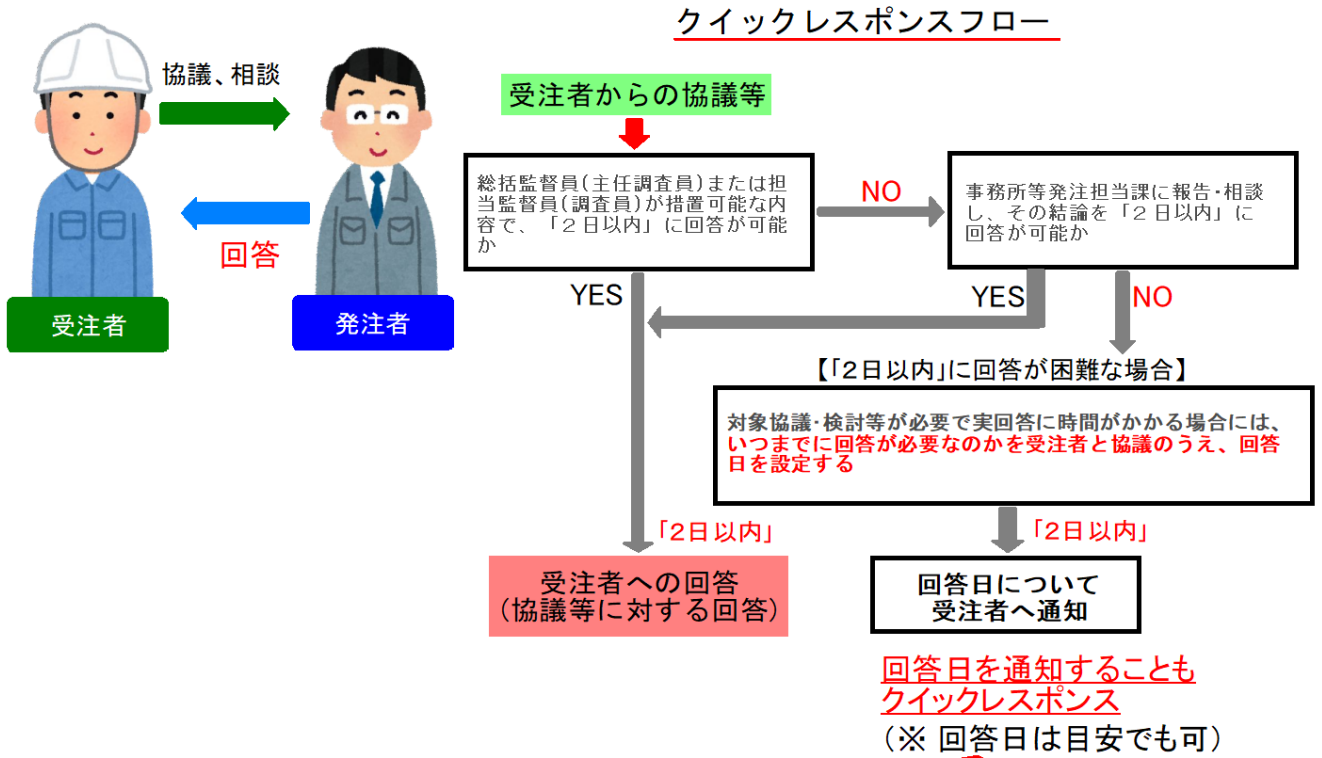 クイックレスポンスフロー
協議、相談
回答
受注者
発注者
受注者からの協議等
総括監督員(主任調査員)または担
当監督員(調査員)が措置可能な内
容で、「2日以内」に回答が可能
か
NO
事務所等発注担当課に報告・相談
し、その結論を「2日以内」に
回答が可能か
YES
YES
NO
【「2日以内」に回答が困難な場合】
対象協議・検討等が必要で実回答に時間がかかる場合には、
いつまでに回答が必要なのかを受注者と協議のうえ、回答
日を設定する
「2日以内」
「2日以内」
受注者への回答
(協議等に対する回答)
回答日について
受注者へ通知
回答日を通知することも
クイックレスポンス
(※ 回答日は目安でも可)